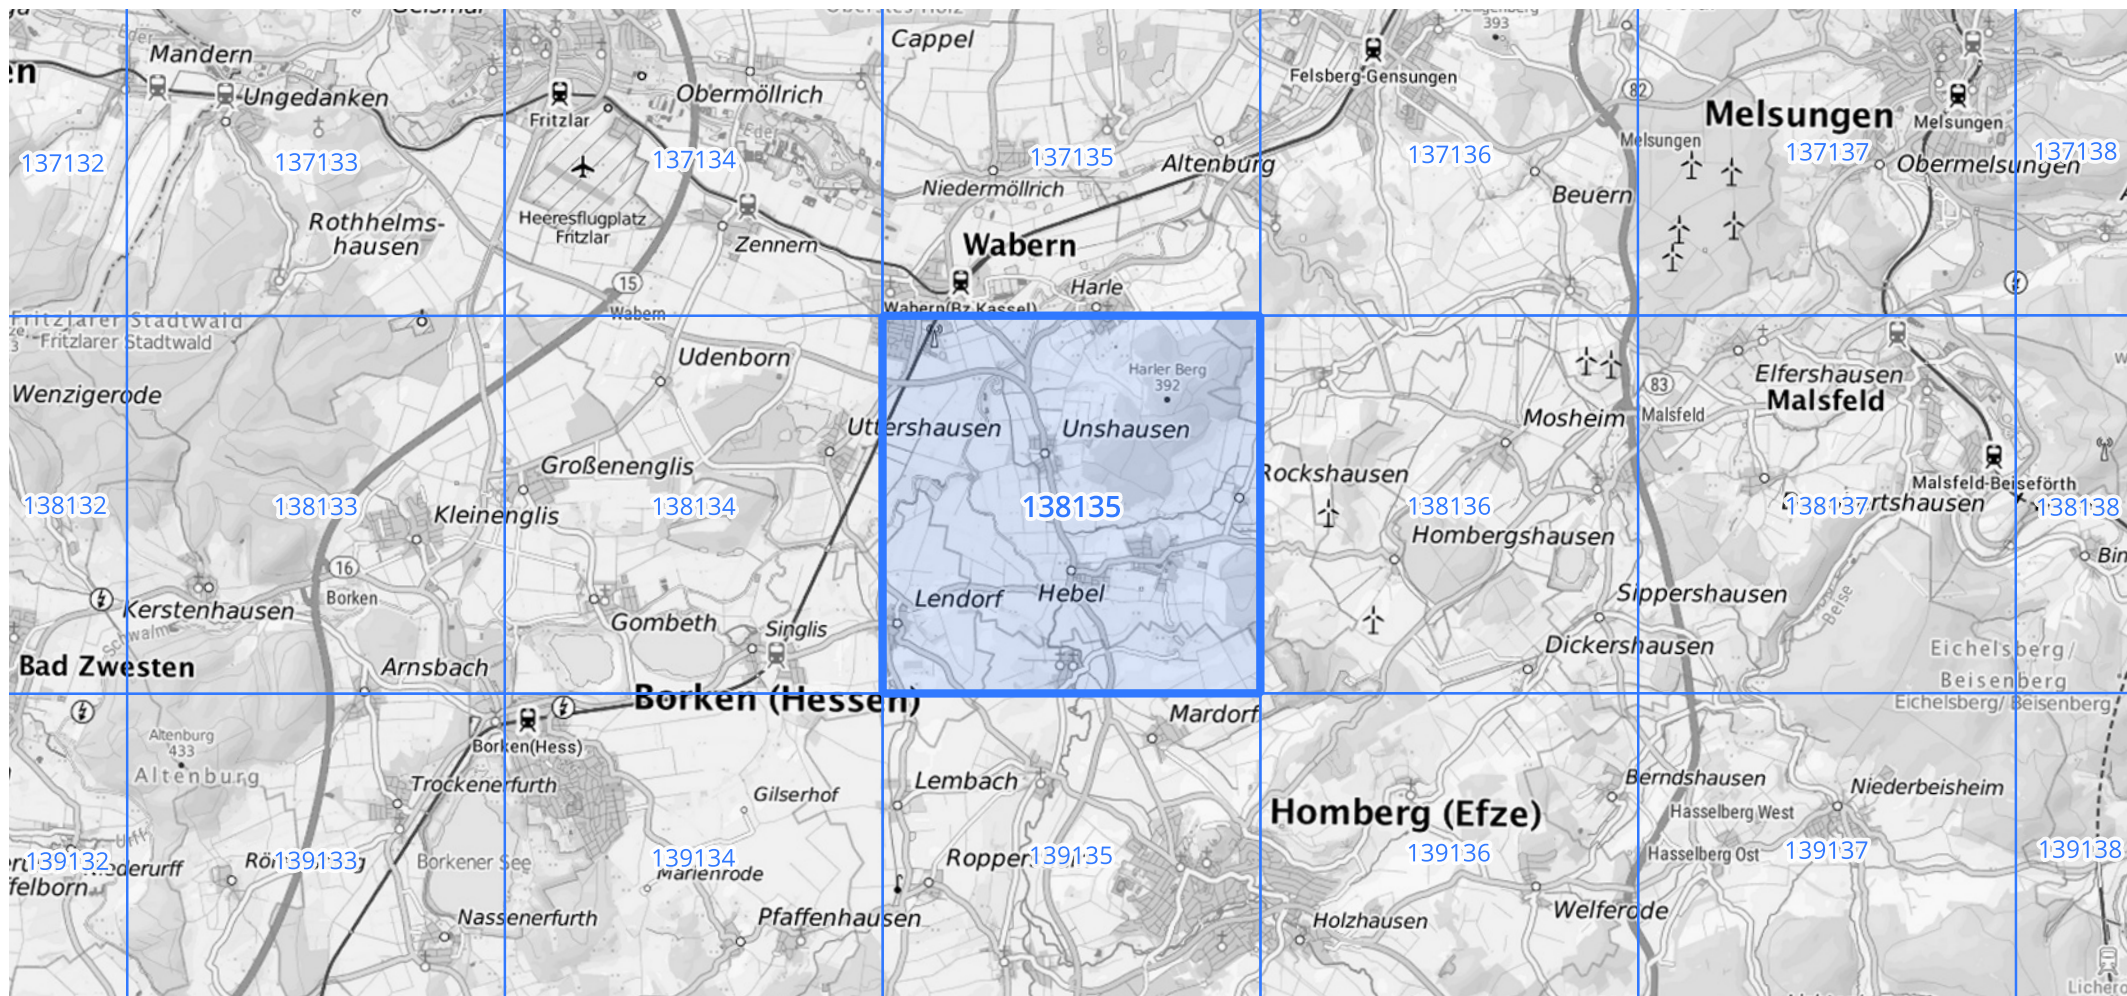 Mandern
Ungedanken
Fritzlar
Obermöllrich
Eder
Cappel
Felsberg-Gensungen
393
82
Melsungen
Melsungen
Melsungen
137132
137133
137134
137135
137136
137137
137138
Altenburg
Obermelsungen
Niedermöllrich
Beuern
Rothhelms-
hausen
Heeresflugplatz
Fritzlar
Zennern
Wabern
15
Harle
Wabern(Bz Kassel)
Wabern
Fritzlarer Stadtwald
Fritzlarer Stadtwald
Udenborn
Harler Berg
392
Elfershausen
Malsfeld
83
Malsfeld
Wenzigerode
Uttershausen
Unshausen
Mosheim
Großenenglis
Rockshausen
Malsfeld-Beiseförth
138132
138133
138134
138135
138136
138137
138138
Kleinenglis
Hombergshausen
16
Borken
Kerstenhausen
Schwalm
Lendorf
Hebel
Sippershausen
Beise
Gombeth
Singlis
Dickershausen
Eichelsberg/
Beisenberg
Eichelsberg/ Beisenberg
Bad Zwesten
Arnsbach
Borken (Hessen)
Mardorf
Altenburg
433
Altenburg
Borken(Hess)
Trockenerfurth
Gilserhof
Lembach
Homberg (Efze)
Berndshausen
Hasselberg West
Niederbeisheim
Hasselberg Ost
Urff
139132
139133
139134
139135
139136
139137
139138
Borkener See
Marienrode
Nassenerfurth
Pfaffenhausen
Holzhausen
Welferode